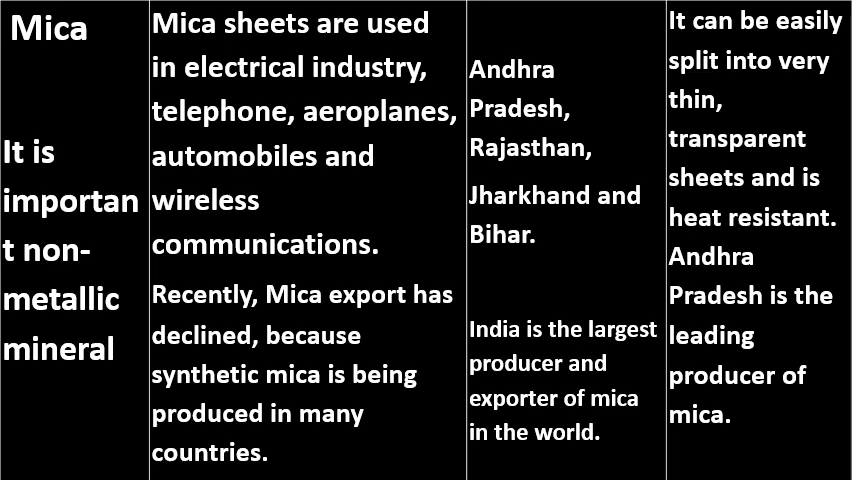 Mica
It is
importan
t non-
metallic
mineral
Mica sheets are used
in electrical industry,
telephone, aeroplanes,
automobiles and
wireless
communications.
Recently, Mica export has
declined, because
synthetic mica is being
produced in many
countries.
Andhra
Pradesh,
Rajasthan,
Jharkhand and
Bihar.
India is the largest
producer and
exporter of mica
in the world.
It can be easily
split into very
thin,
transparent
sheets and is
heat resistant.
Andhra
Pradesh is the
leading
producer of
mica.